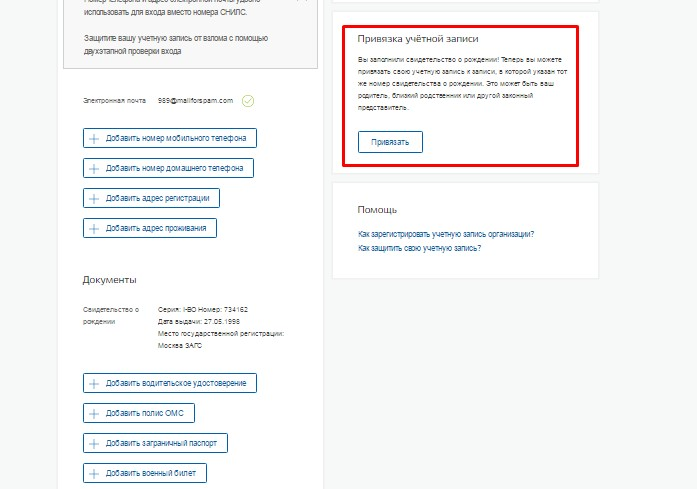 использовать для входа вместо номера СНИЛС.
Защитите вашу учетную запись от взлома с помощью
двухэтапной проверки входа
Электронная почта 989@mailforspam.com
Добавить номер мобильного телефона
Добавить номер домашнего телефона
Добавить адрес регистрации
Добавить адрес проживания
Документы
Свидетельство о
рождении
Серия: I-ВО Номер: 734162
Дата выдачи: 27.05.1998
Место государственной регистрации:
Москва ЗАГС
Добавить водительское удостоверение
Добавить полис ОМС
Добавить заграничный паспорт
Добавить военный билет
Привязка учётной записи
Вы заполнили свидетельство о рождении! Теперь вы можете
привязать свою учетную запись к записи, в которой указан тот
же номер свидетельства о рождении. Это может быть ваш
родитель, близкий родственник или другой законный
представитель.
Привязать
Помощь
Как зарегистрировать учетную запись организации?
Как защитить свою учетную запись?